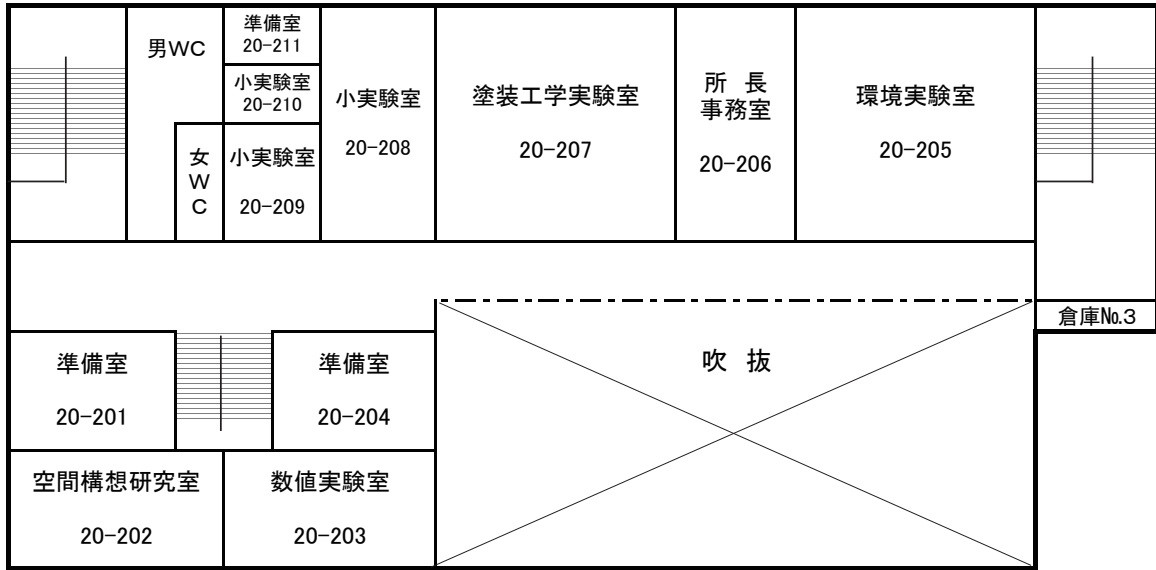 男WC
準備室
20-211
小実験室
20-210
女
W
C
小実験室
20-209
小実験室
20-208
塗装工学実験室
20-207
所 長
事務室
20-206
環境実験室
20-205
倉庫№3
吹 抜
準備室
20-201
準備室
20-204
空間構想研究室
20-202
数値実験室
20-203